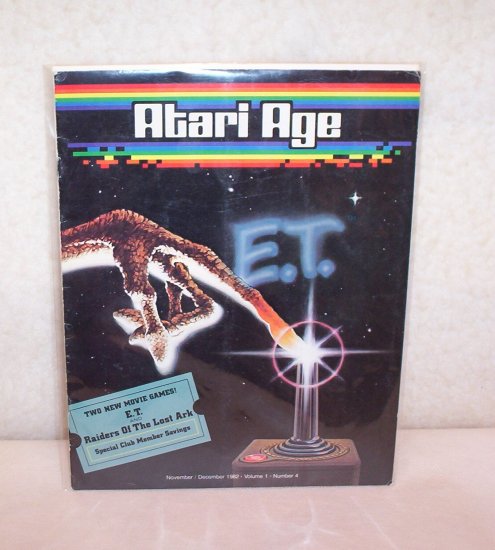 Atari Age
E.T.
TWO NEW MOVIE GAMES!
E.T.
AND
Raiders Of The Lost Ark
Special Club Member Savings
November · December 1982 · Volume 1 · Number 4